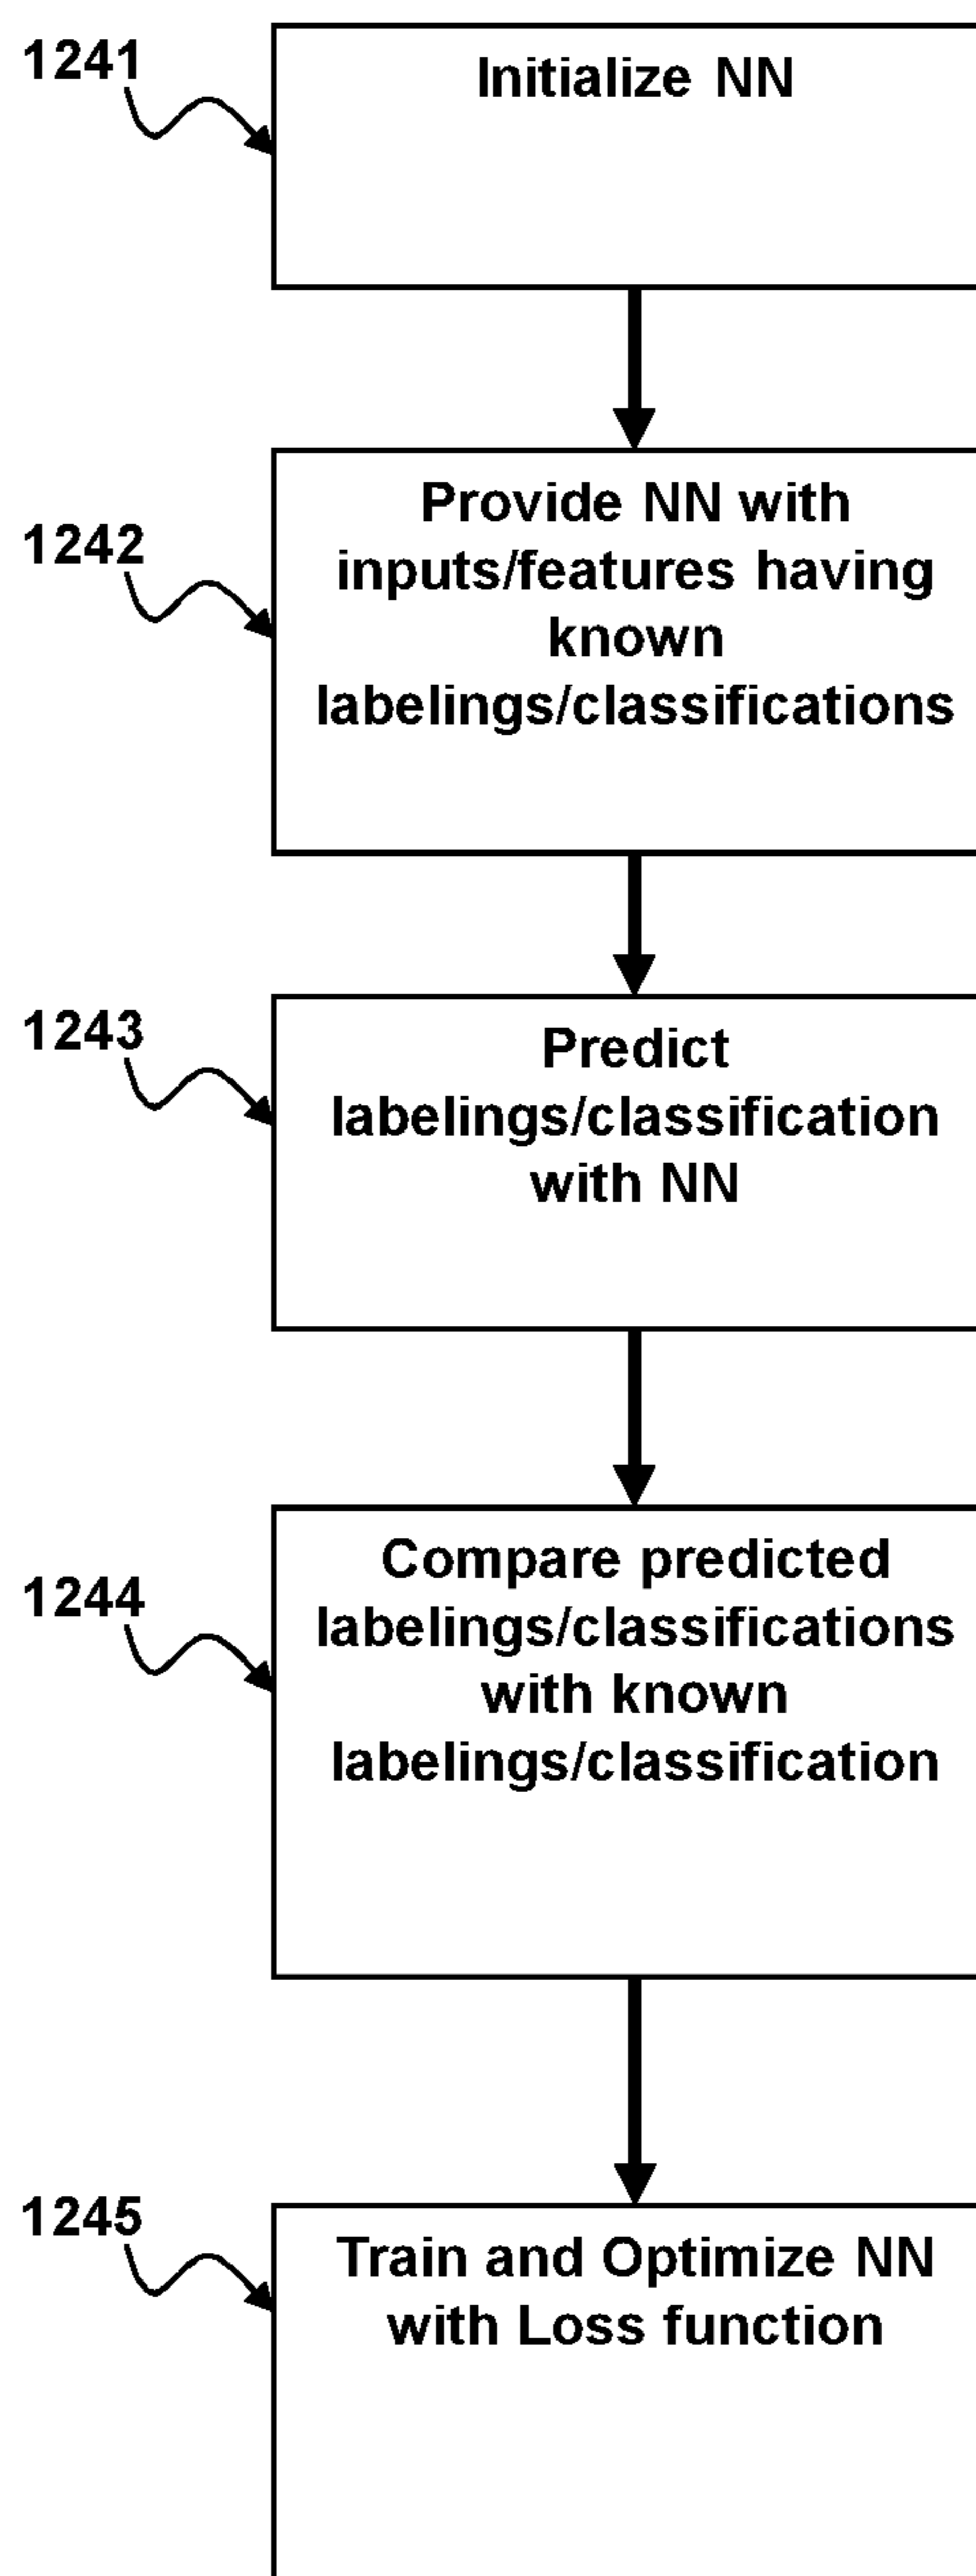 1241
Initialize NN
1242
Provide NN with
inputs/features having
known
labelings/classifications
1243
Predict
labelings/classification
with NN
1244
Compare predicted
labelings/classifications
with known
labelings/classification
1245
Train and Optimize NN
with Loss function